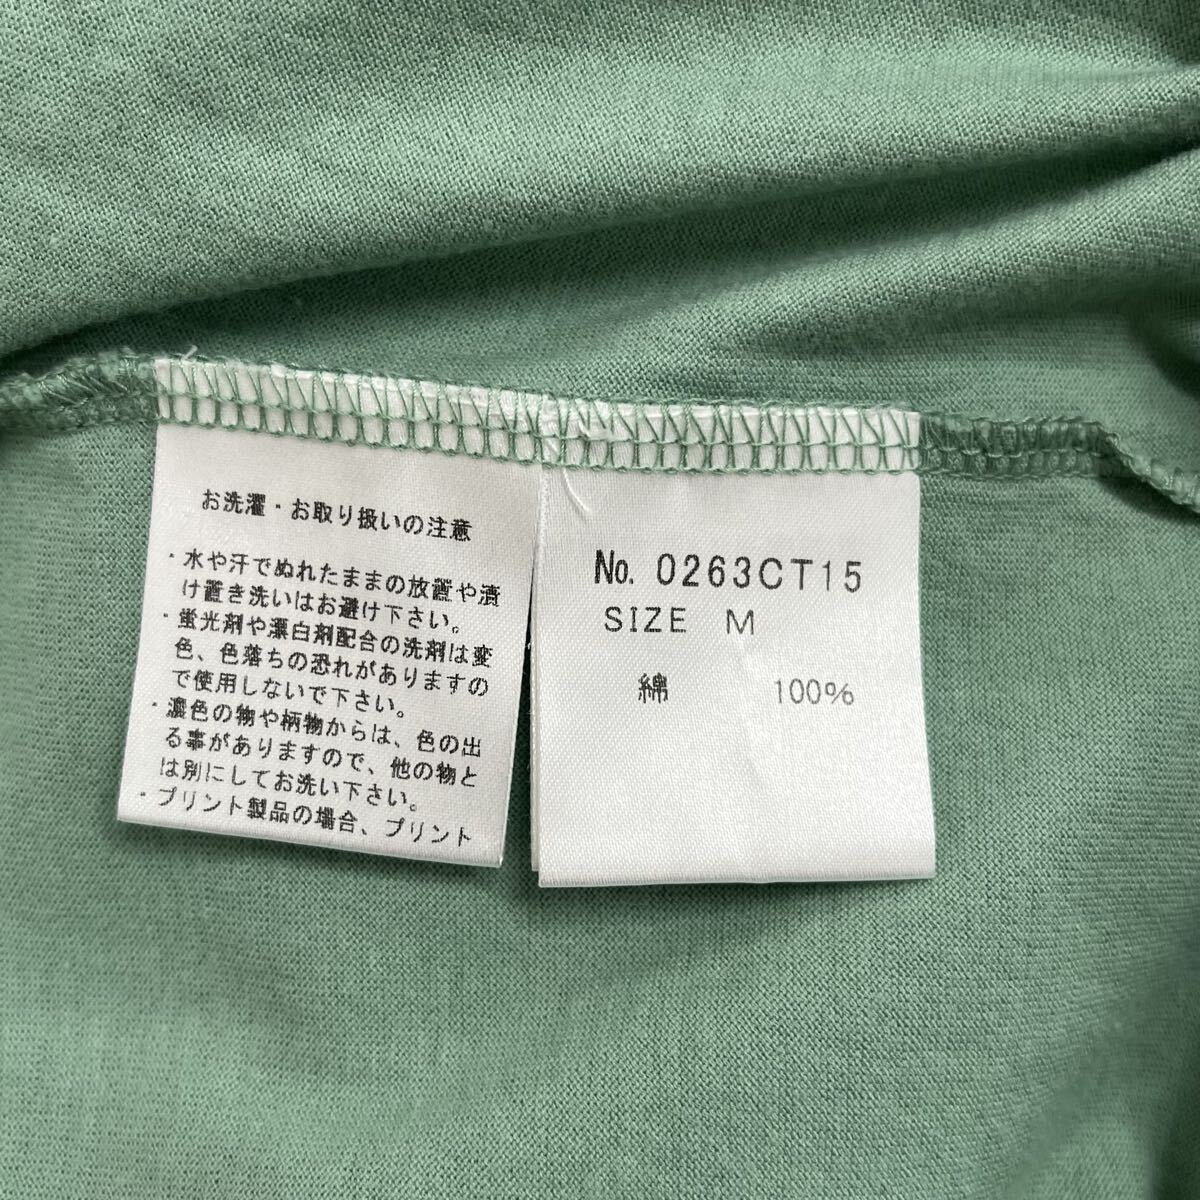 お洗濯・お取り扱いの注意
・水や汗でぬれたままの放置や漬
け置き洗いはお避け下さい。
・蛍光剤や漂白剤配合の洗剤は変
色、色落ちの恐れがありますの
で使用しないで下さい。
・濃色の物や柄物からは、色の出
る事がありますので、他の物と
は別にしてお洗い下さい。
・プリント製品の場合、プリント
№ 0263CT15
SIZE M
綿 100%